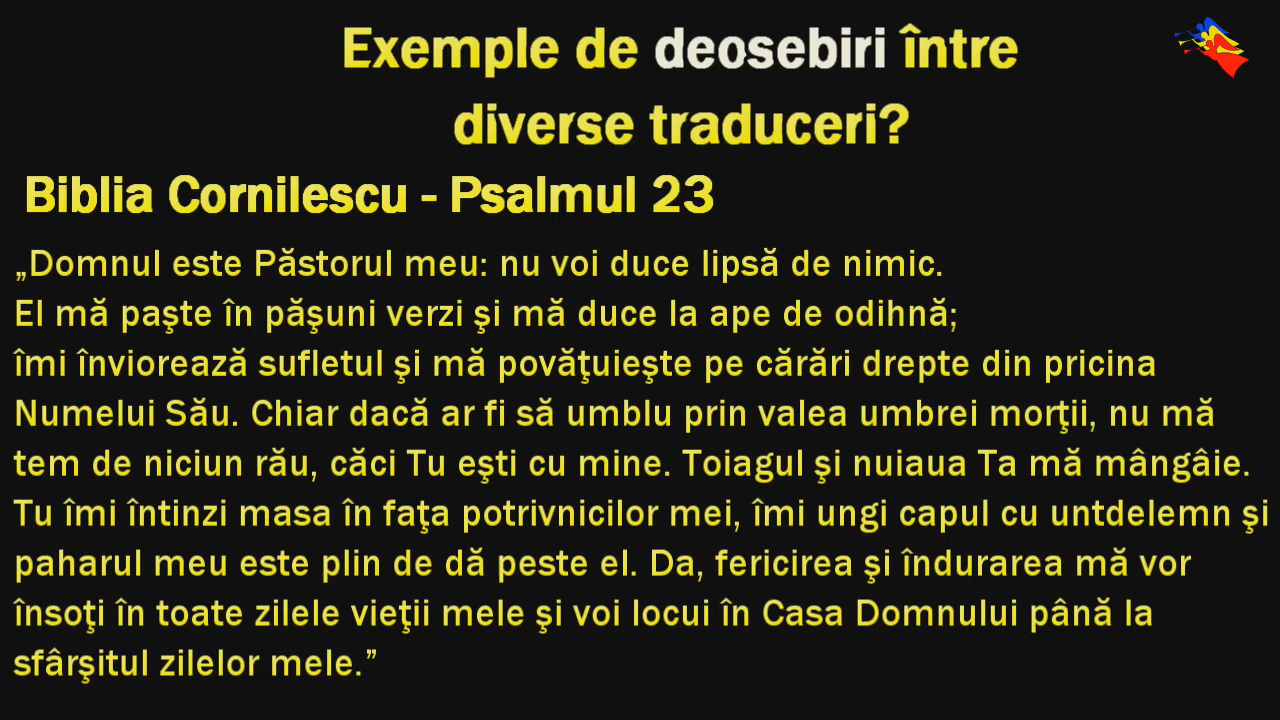 Exemple de deosebiri între
diverse traduceri?
Biblia Cornilescu - Psalmul 23
„Domnul este Păstorul meu: nu voi duce lipsă de nimic.
El mă paşte în păşuni verzi şi mă duce la ape de odihnă;
îmi înviorează sufletul şi mă povăţuieşte pe cărări drepte din pricina
Numelui Său. Chiar dacă ar fi să umblu prin valea umbrei morţii, nu mă
tem de niciun rău, căci Tu eşti cu mine. Toiagul şi nuiaua Ta mă mângâie.
Tu îmi întinzi masa în faţa potrivnicilor mei, îmi ungi capul cu untdelemn şi
paharul meu este plin de dă peste el. Da, fericirea şi îndurarea mă vor
însoţi în toate zilele vieţii mele şi voi locui în Casa Domnului până la
sfârşitul zilelor mele.”